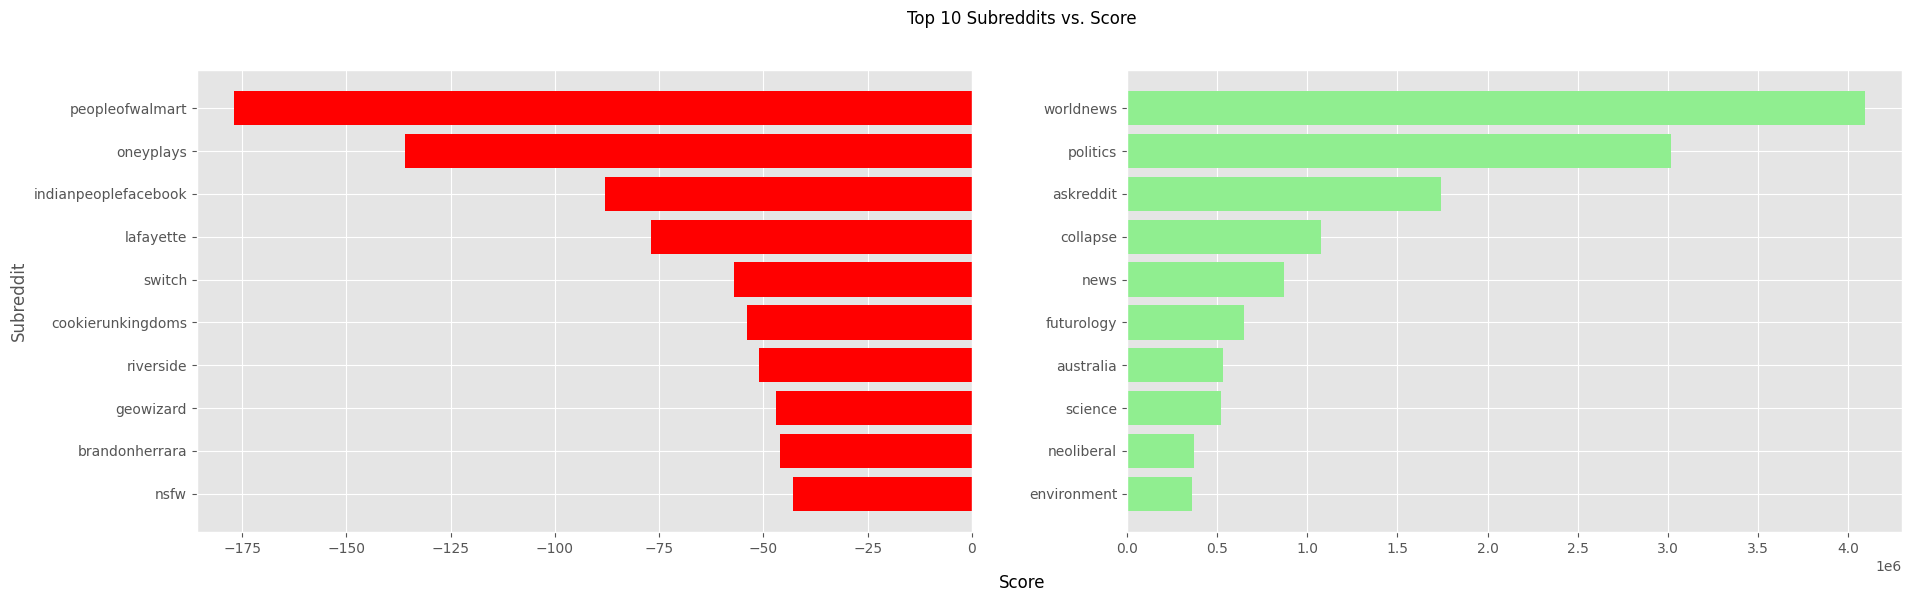 Top 10 Subreddits vs. Score
Subreddit
peopleofwalmart
oneyplays
indianpeoplefacebook
lafayette
switch
cookierunkingdoms
riverside
geowizard
brandonherrara
nsfw
−175 −150 −125 −100 −75 −50 −25 0
worldnews
politics
askreddit
collapse
news
futurology
australia
science
neoliberal
environment
0.0 0.5 1.0 1.5 2.0 2.5 3.0 3.5 4.0
1e6
Score